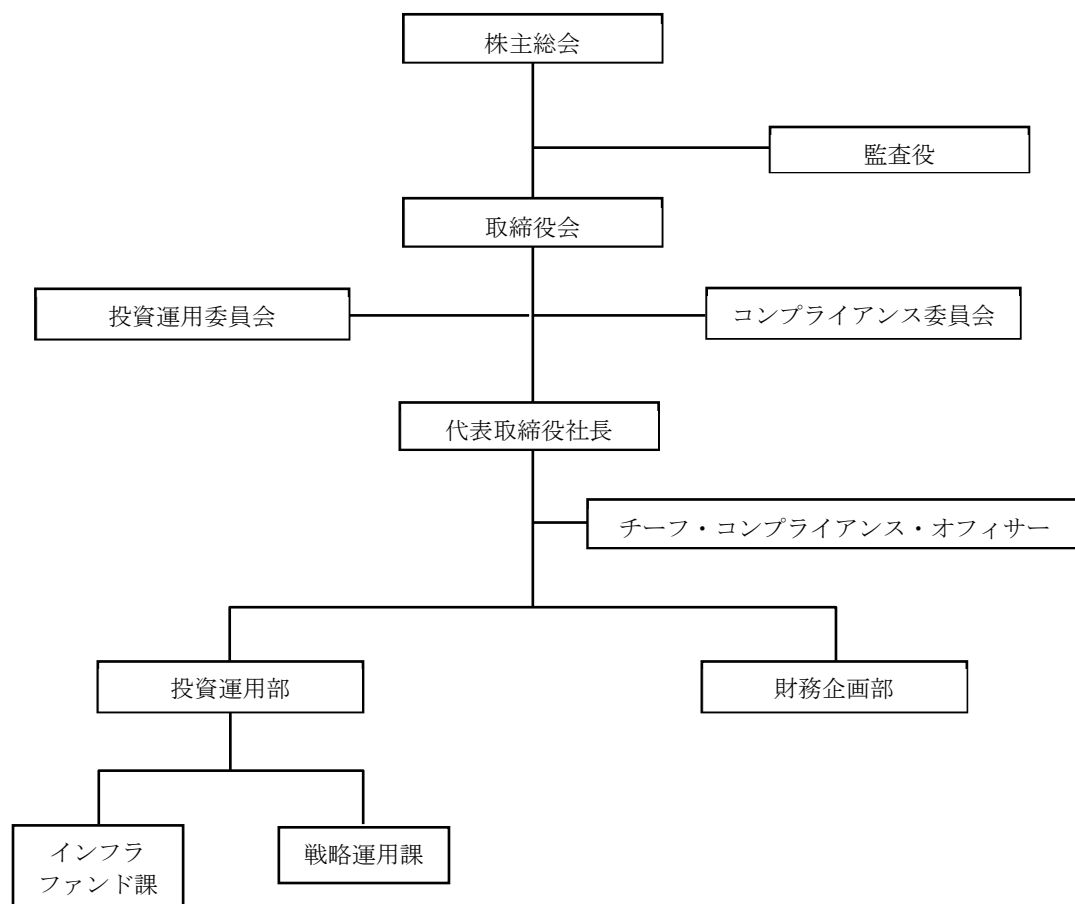 株主総会
監査役
取締役会
投資運用委員会
コンプライアンス委員会
代表取締役社長
チーフ・コンプライアンス・オフィサー
投資運用部
財務企画部
インフラ
ファンド課
戦略運用課